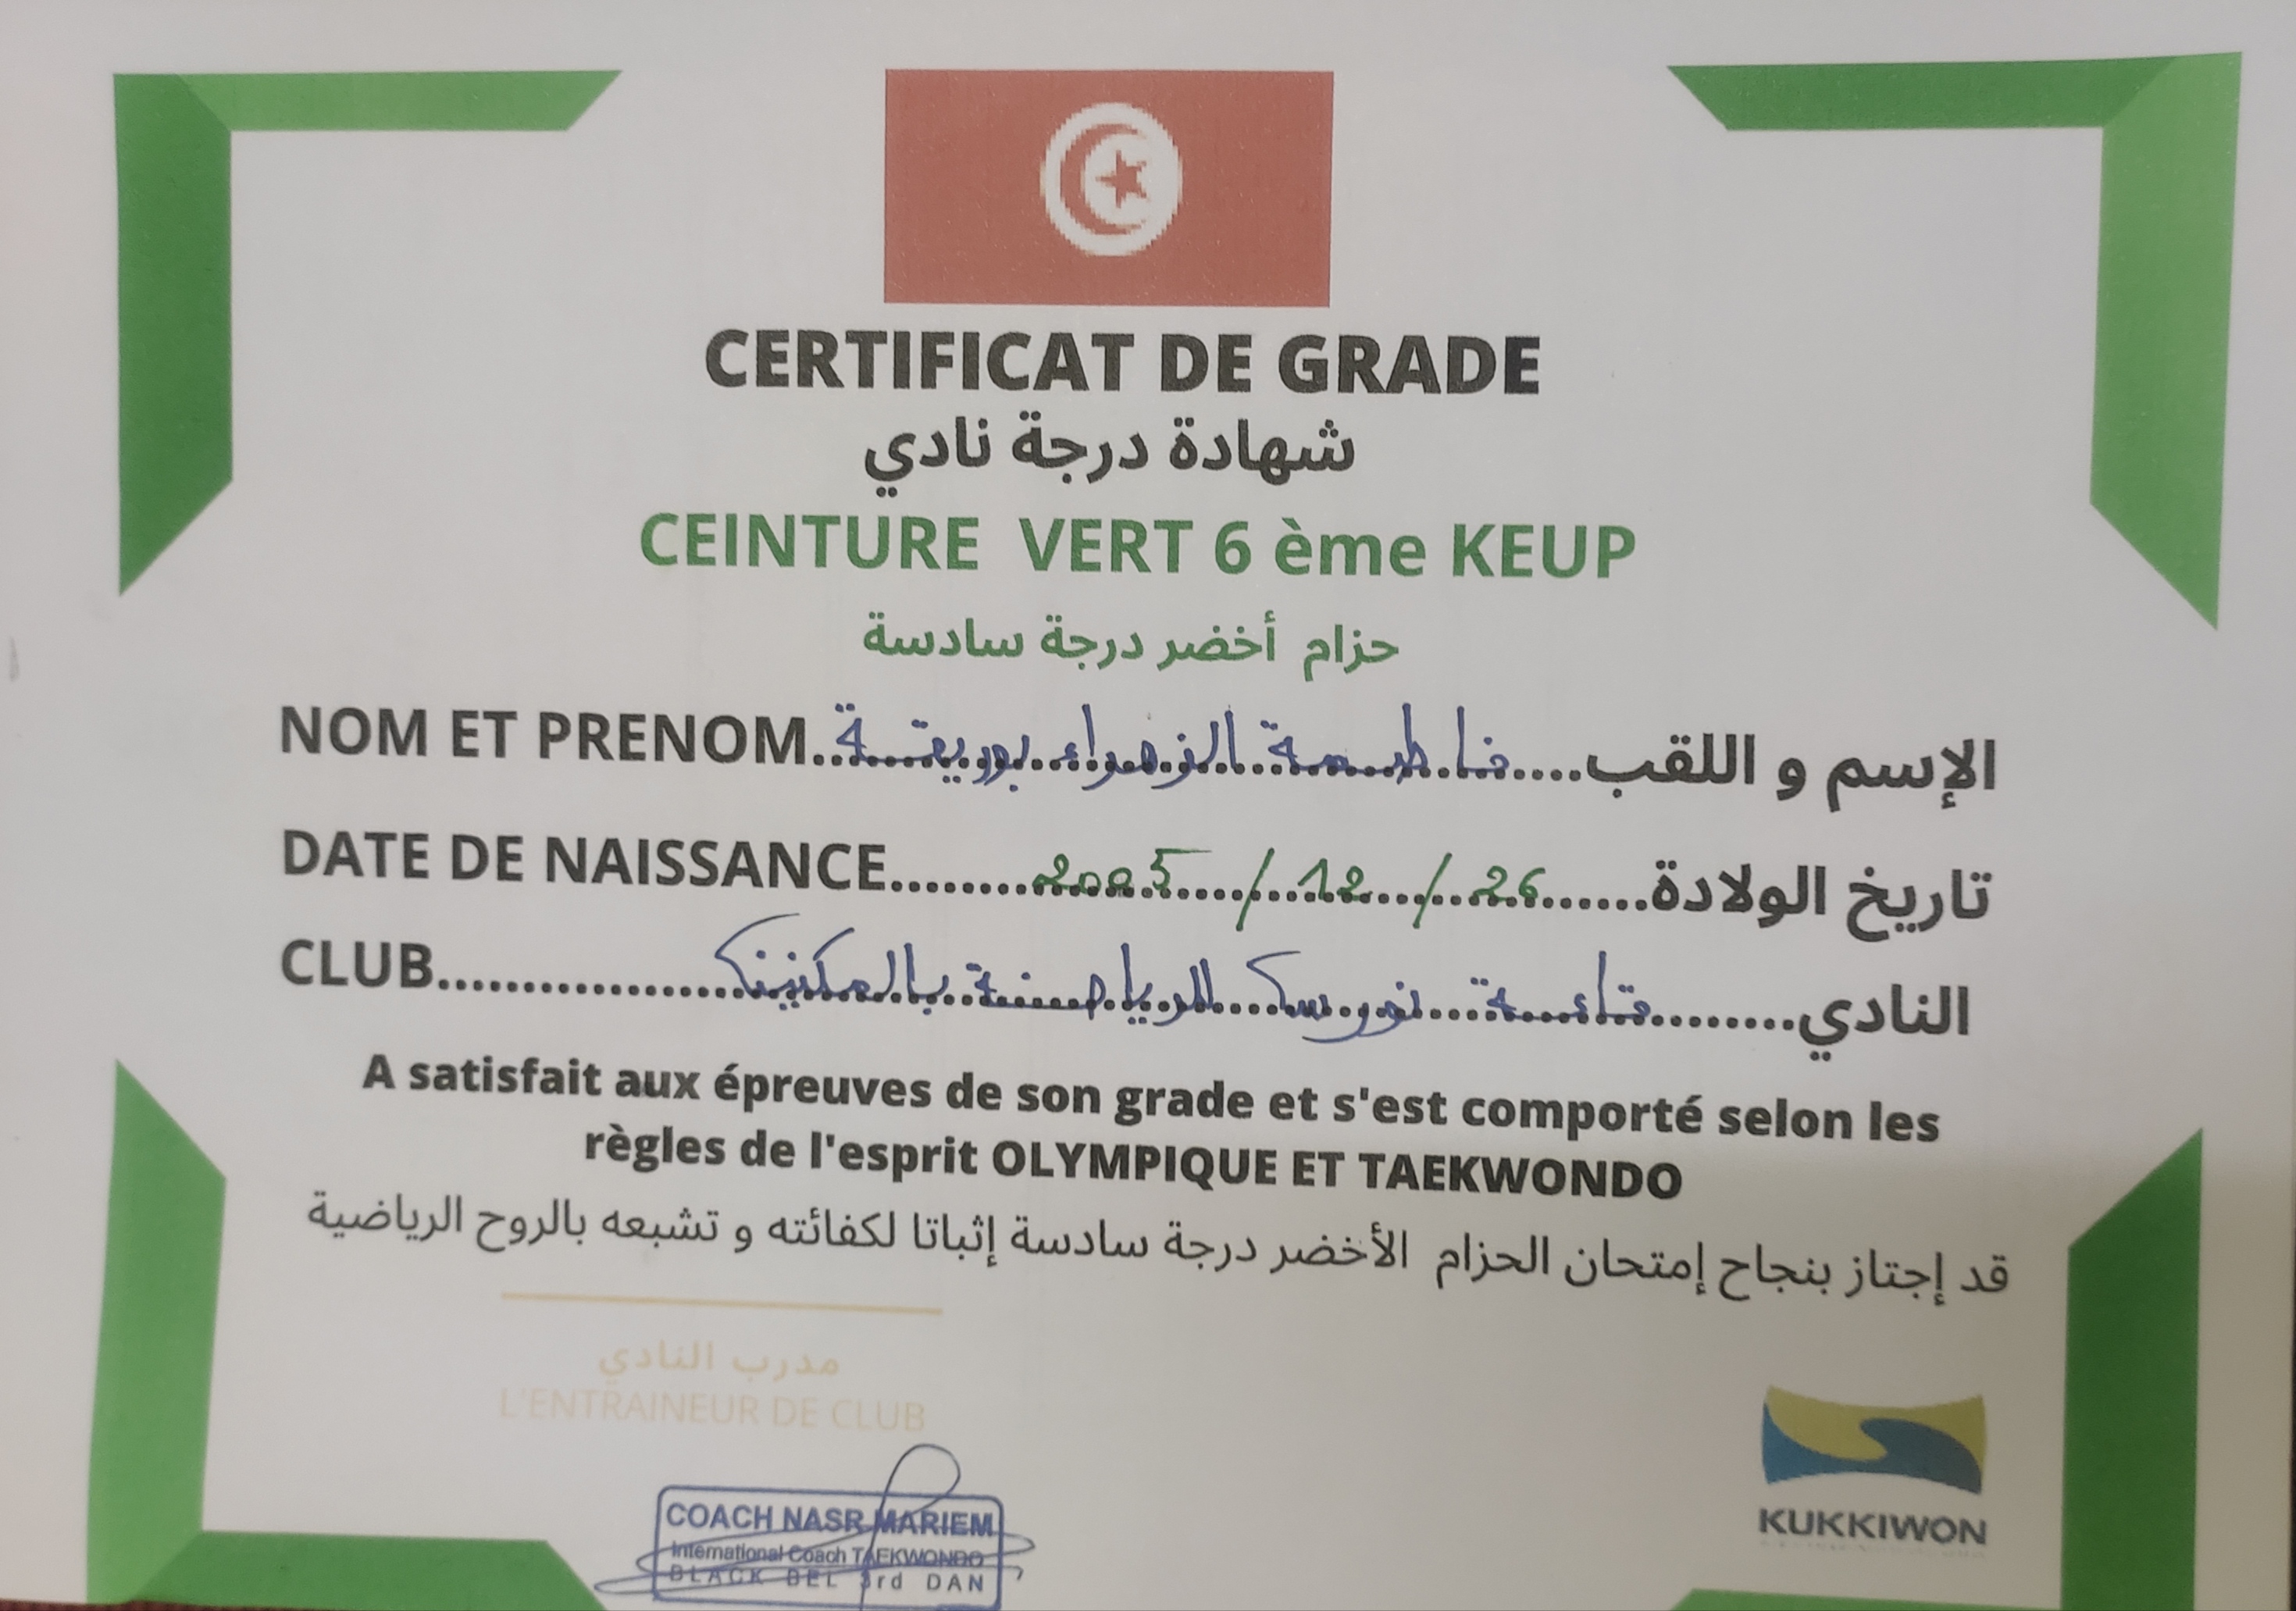 CERTIFICAT DE GRADE
شهادة درجة نادي
CEINTURE VERT 6 ème KEUP
حزام أخضر درجة سادسة
NOM ET PRENOM..فاطمة الزهراء بوريقة....الإسم و اللقب
DATE DE NAISSANCE........2025/12/26......تاريخ الولادة
CLUB..................قاعة نورسك للرياضة بالمكنين........النادي
A satisfait aux épreuves de son grade et s'est comporté selon les
règles de l'esprit OLYMPIQUE ET TAEKWONDO
قد إجتاز بنجاح إمتحان الحزام الأخضر درجة سادسة إثباتا لكفائته و تشبعه بالروح الرياضية
مدرب النادي
L'ENTRAINEUR DE CLUB
COACH NASR MARIEM
International Coach TAEKWONDO
BLACK BEL 3rd DAN
KUKKIWON